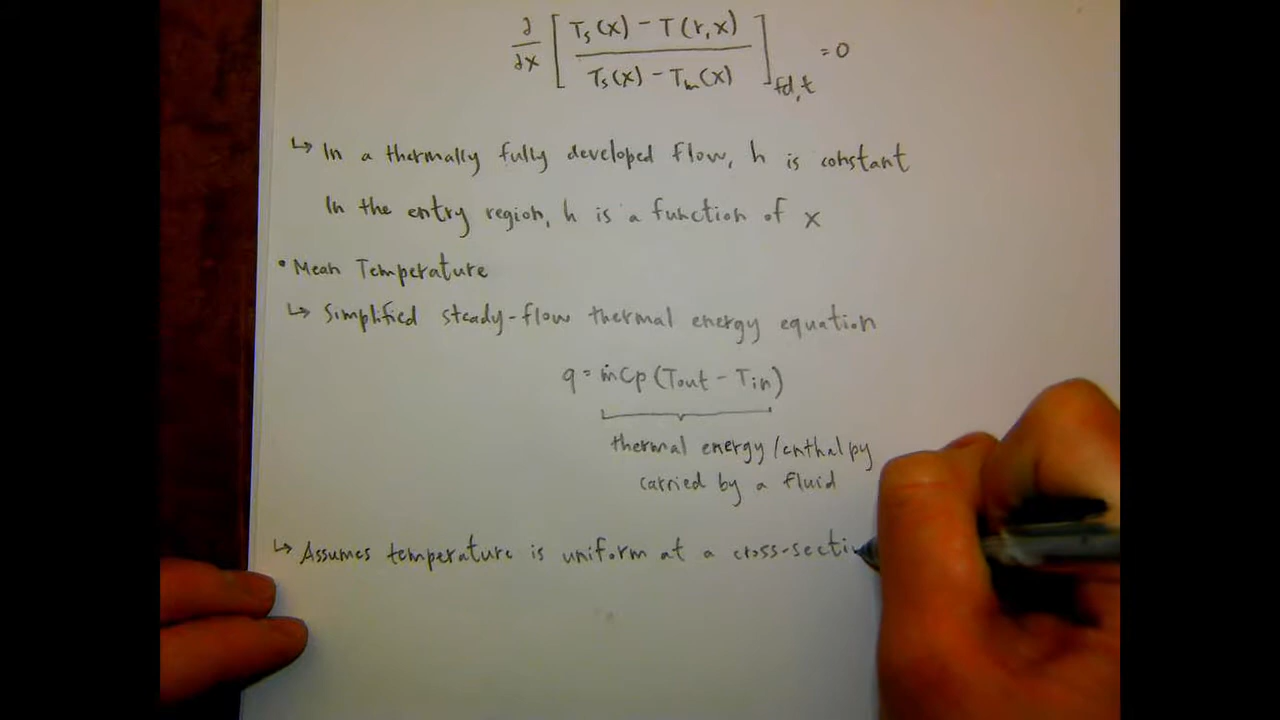 ∂/∂x [ (Ts(x) - T(r,x)) / (Ts(x) - Tm(x)) ]fd,t = 0
↳ In a thermally fully developed flow, h is constant
In the entry region, h is a function of x
• Mean Temperature
↳ Simplified steady-flow thermal energy equation
q = ṁCp(Tout - Tin)
thermal energy/enthalpy
carried by a fluid
↳ Assumes temperature is uniform at a cross-secti